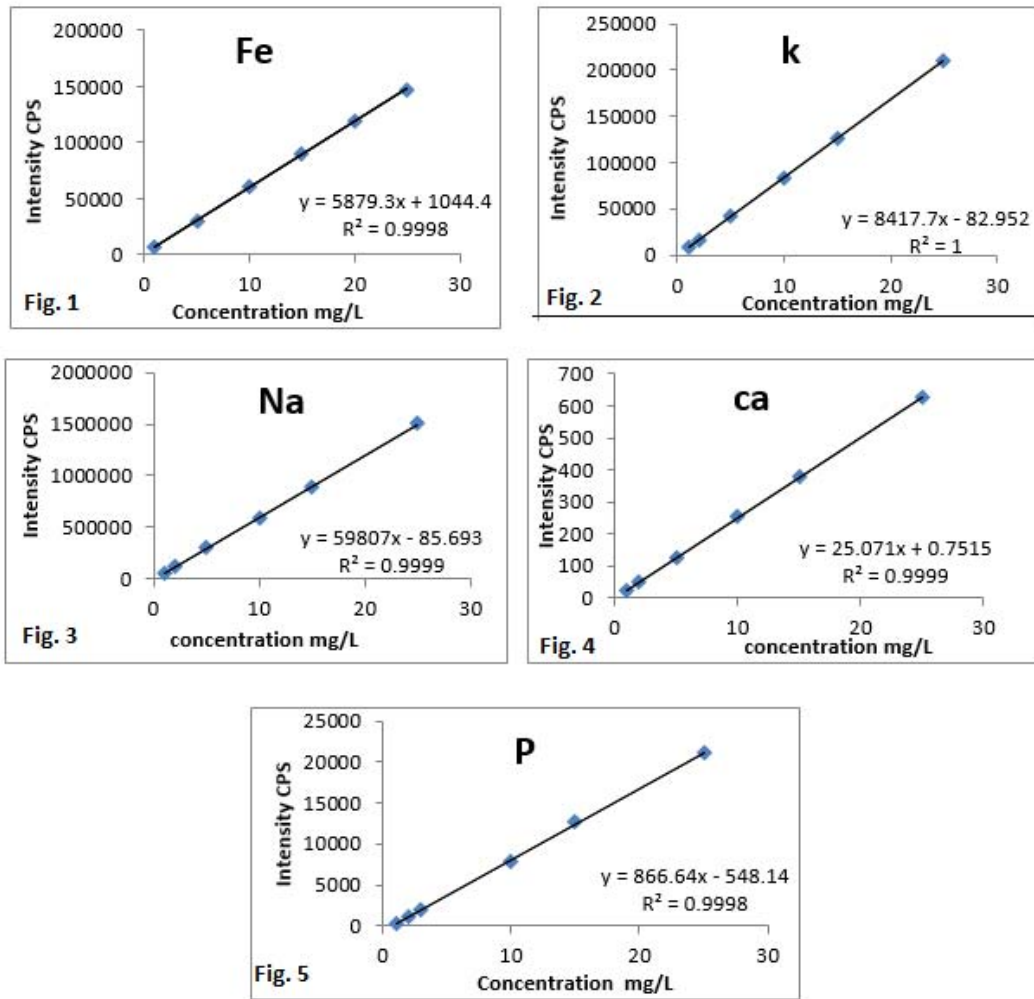 Fe
200000
150000
100000
50000
0
Intensity CPS
y = 5879.3x + 1044.4
R² = 0.9998
0 10 20 30
Concentration mg/L
Fig. 1
k
250000
200000
150000
100000
50000
0
Intensity CPS
y = 8417.7x - 82.952
R² = 1
0 10 20 30
Concentration mg/L
Fig. 2
Na
2000000
1500000
1000000
500000
0
Intensity CPS
y = 59807x - 85.693
R² = 0.9999
0 10 20 30
concentration mg/L
Fig. 3
ca
700
600
500
400
300
200
100
0
Intensity CPS
y = 25.071x + 0.7515
R² = 0.9999
0 10 20 30
concentration mg/L
Fig. 4
P
25000
20000
15000
10000
5000
0
Intensity CPS
y = 866.64x - 548.14
R² = 0.9998
0 10 20 30
Concentration mg/L
Fig. 5